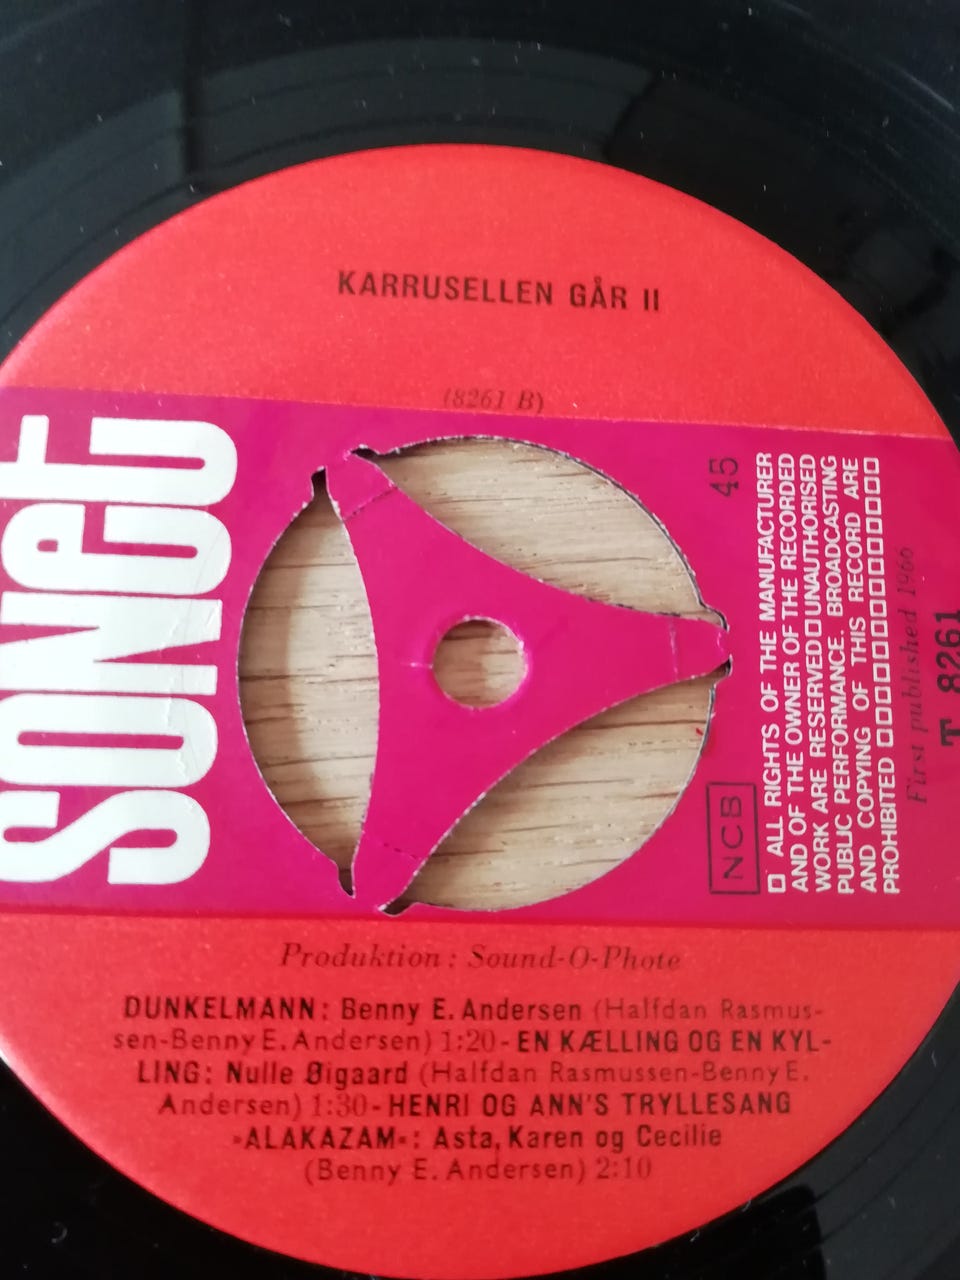 KARRUSELLEN GÅR II
(8261 B)
SONET
45
NCB
☐ ALL RIGHTS OF THE MANUFACTURER
AND OF THE OWNER OF THE RECORDED
WORK ARE RESERVED☐UNAUTHORISED
PUBLIC PERFORMANCE. BROADCASTING
AND COPYING OF THIS RECORD ARE
PROHIBITED ☐☐☐☐☐☐☐☐☐☐☐☐☐☐
First published 1966
T 8261
Produktion: Sound-O-Phote
DUNKELMANN: Benny E. Andersen (Halfdan Rasmus-
sen-Benny E. Andersen) 1:20 - EN KÆLLING OG EN KYL-
LING: Nulle Øigaard (Halfdan Rasmussen-Benny E.
Andersen) 1:30 - HENRI OG ANN'S TRYLLESANG
»ALAKAZAM«: Asta, Karen og Cecilie
(Benny E. Andersen) 2:10